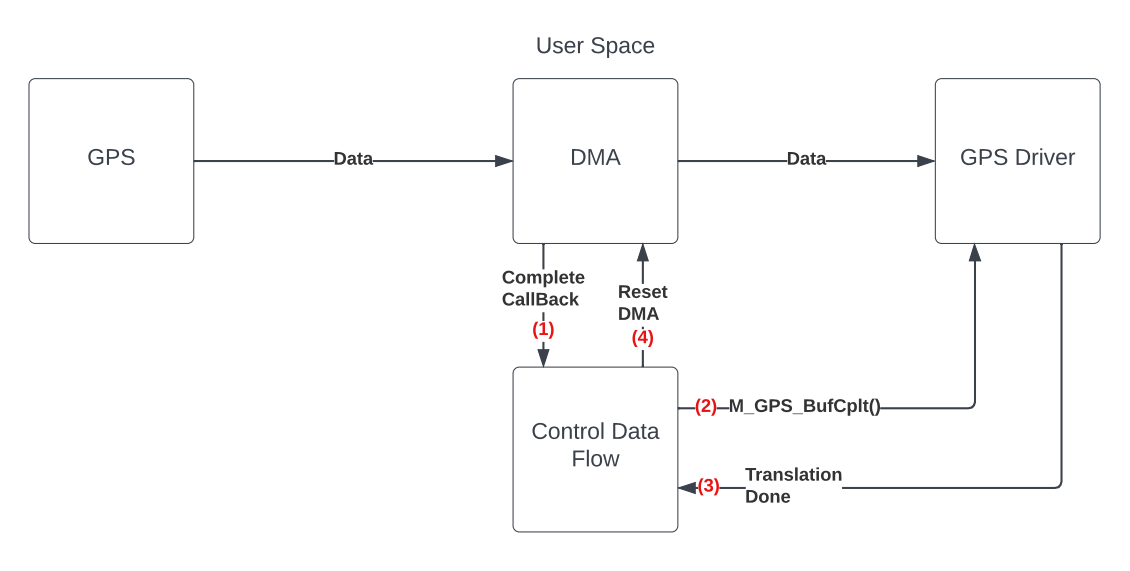 User Space
GPS
Data
DMA
Data
GPS Driver
Complete
CallBack
(1)
Reset
DMA
(4)
Control Data
Flow
(2) M_GPS_BufCplt()
(3)
Translation
Done